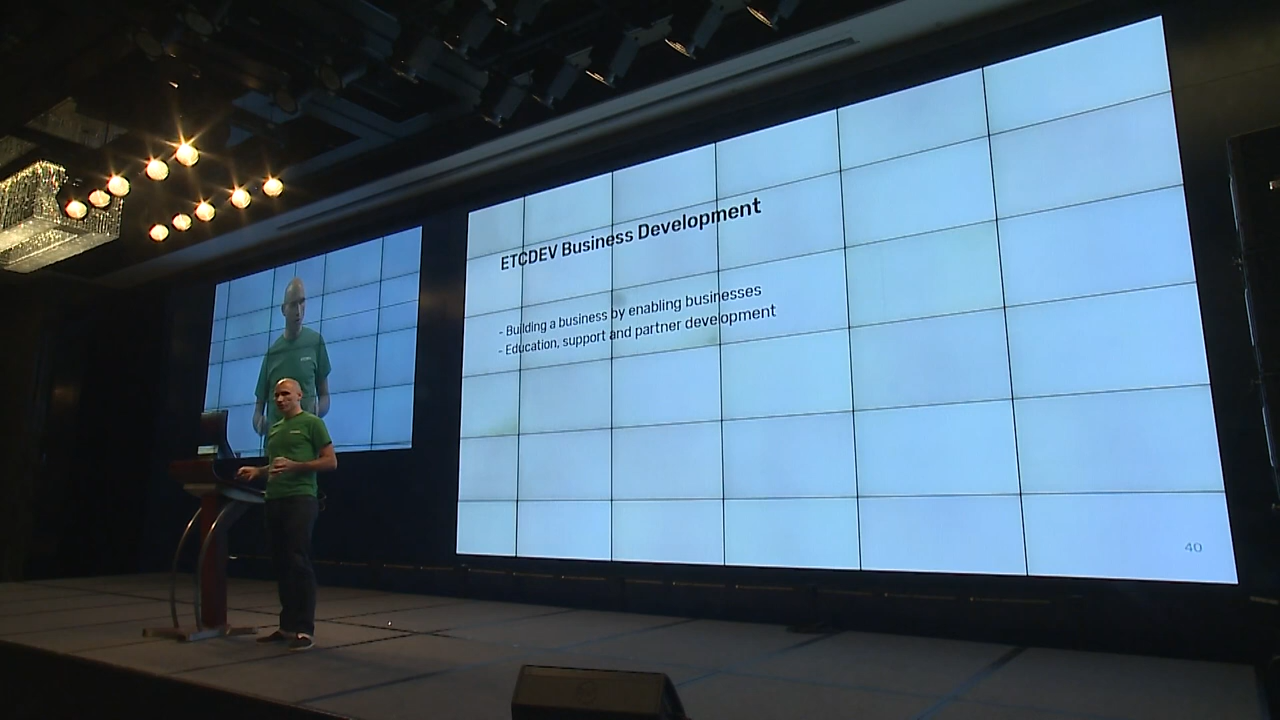 ETCDEV Business Development
- Building a business by enabling businesses
- Education, support and partner development
40